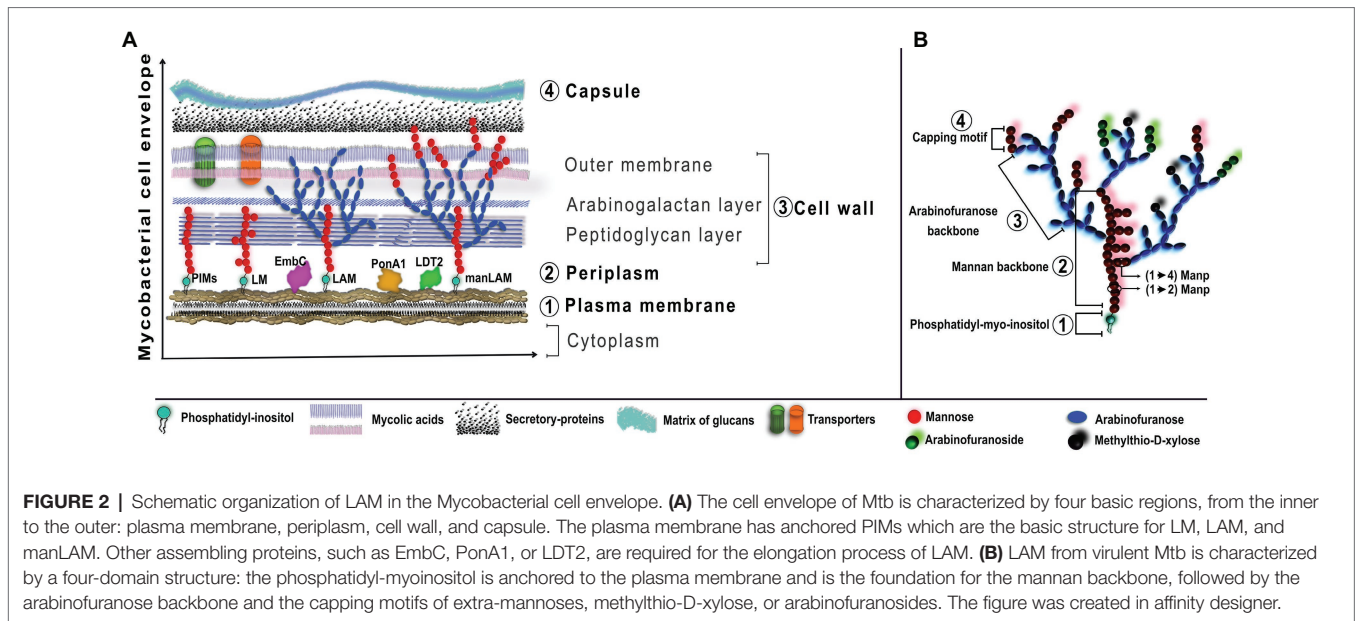 A
Mycobacterial cell envelope
④ Capsule
Outer membrane
Arabinogalactan layer
③ Cell wall
Peptidoglycan layer
② Periplasm
① Plasma membrane
Cytoplasm
PIMs
LM
EmbC
LAM
PonA1
LDT2
manLAM
B
④
Capping motif
Arabinofuranose
backbone
③
Mannan backbone
②
(1➤4) Manp
(1➤2) Manp
Phosphatidyl-myo-inositol
①
Phosphatidyl-inositol
Mycolic acids
Secretory-proteins
Matrix of glucans
Transporters
Mannose
Arabinofuranose
Arabinofuranoside
Methylthio-D-xylose
FIGURE 2 | Schematic organization of LAM in the Mycobacterial cell envelope. (A) The cell envelope of Mtb is characterized by four basic regions, from the inner
to the outer: plasma membrane, periplasm, cell wall, and capsule. The plasma membrane has anchored PIMs which are the basic structure for LM, LAM, and
manLAM. Other assembling proteins, such as EmbC, PonA1, or LDT2, are required for the elongation process of LAM. (B) LAM from virulent Mtb is characterized
by a four-domain structure: the phosphatidyl-myoinositol is anchored to the plasma membrane and is the foundation for the mannan backbone, followed by the
arabinofuranose backbone and the capping motifs of extra-mannoses, methylthio-D-xylose, or arabinofuranosides. The figure was created in affinity designer.